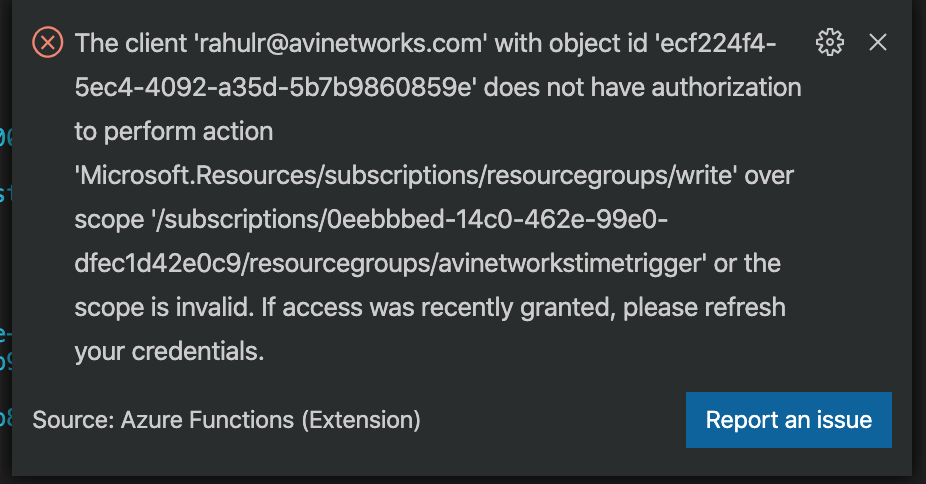 The client 'rahulr@avinetworks.com' with object id 'ecf224f4-
5ec4-4092-a35d-5b7b9860859e' does not have authorization
to perform action
'Microsoft.Resources/subscriptions/resourcegroups/write' over
scope '/subscriptions/0eebbbed-14c0-462e-99e0-
dfec1d42e0c9/resourcegroups/avinetworkstimetrigger' or the
scope is invalid. If access was recently granted, please refresh
your credentials.
Source: Azure Functions (Extension)
Report an issue